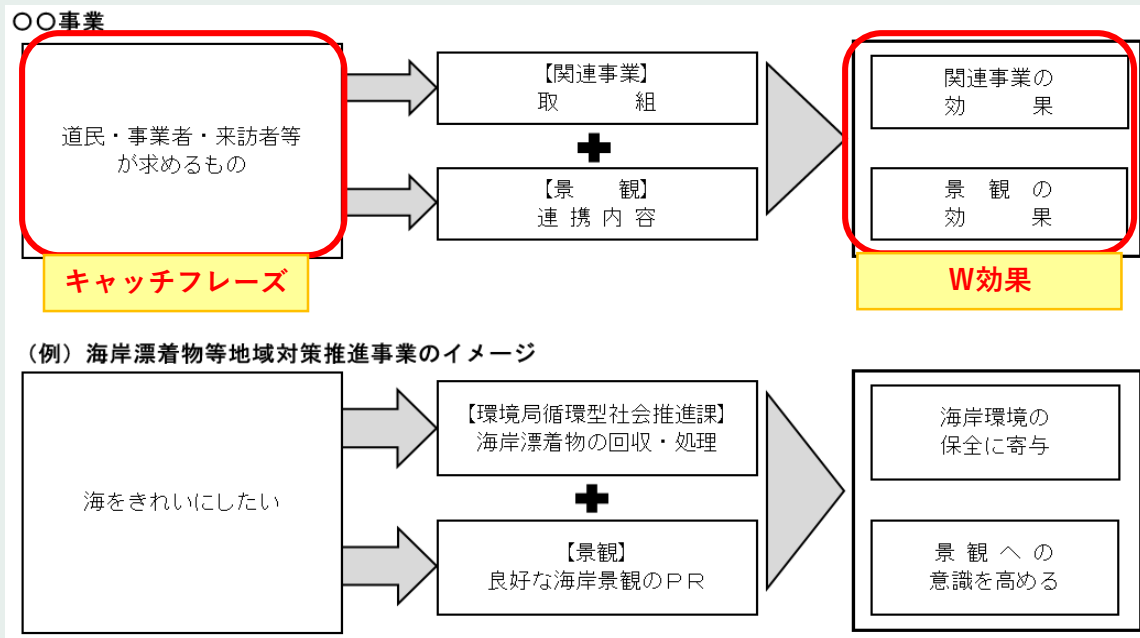 〇〇事業
道民・事業者・来訪者等
が求めるもの
キャッチフレーズ
【関連事業】
取　　　組
【景　　観】
連 携 内 容
関連事業の
効　　　果
景 観 の
効　　　果
W効果
（例）海岸漂着物等地域対策推進事業のイメージ
海をきれいにしたい
【環境局循環型社会推進課】
海岸漂着物の回収・処理
【景観】
良好な海岸景観のＰＲ
海岸環境の
保全に寄与
景 観 へ の
意識を高める